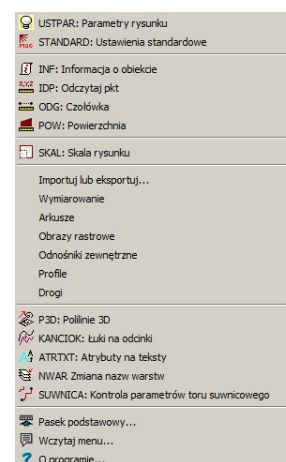 USTPAR: Parametry rysunku
STANDARD: Ustawienia standardowe
INF: Informacja o obiekcie
IDP: Odczytaj pkt
ODG: Czołówka
POW: Powierzchnia
SKAL: Skala rysunku
Importuj lub eksportuj...
Wymiarowanie
Arkusze
Obrazy rastrowe
Odnośniki zewnętrzne
Profile
Drogi
P3D: Polilinie 3D
KANCIOK: Łuki na odcinki
ATRTXT: Atrybuty na teksty
NWAR Zmiana nazw warstw
SUWNICA: Kontrola parametrów toru suwnicowego
Pasek podstawowy...
Wczytaj menu...
O programie...